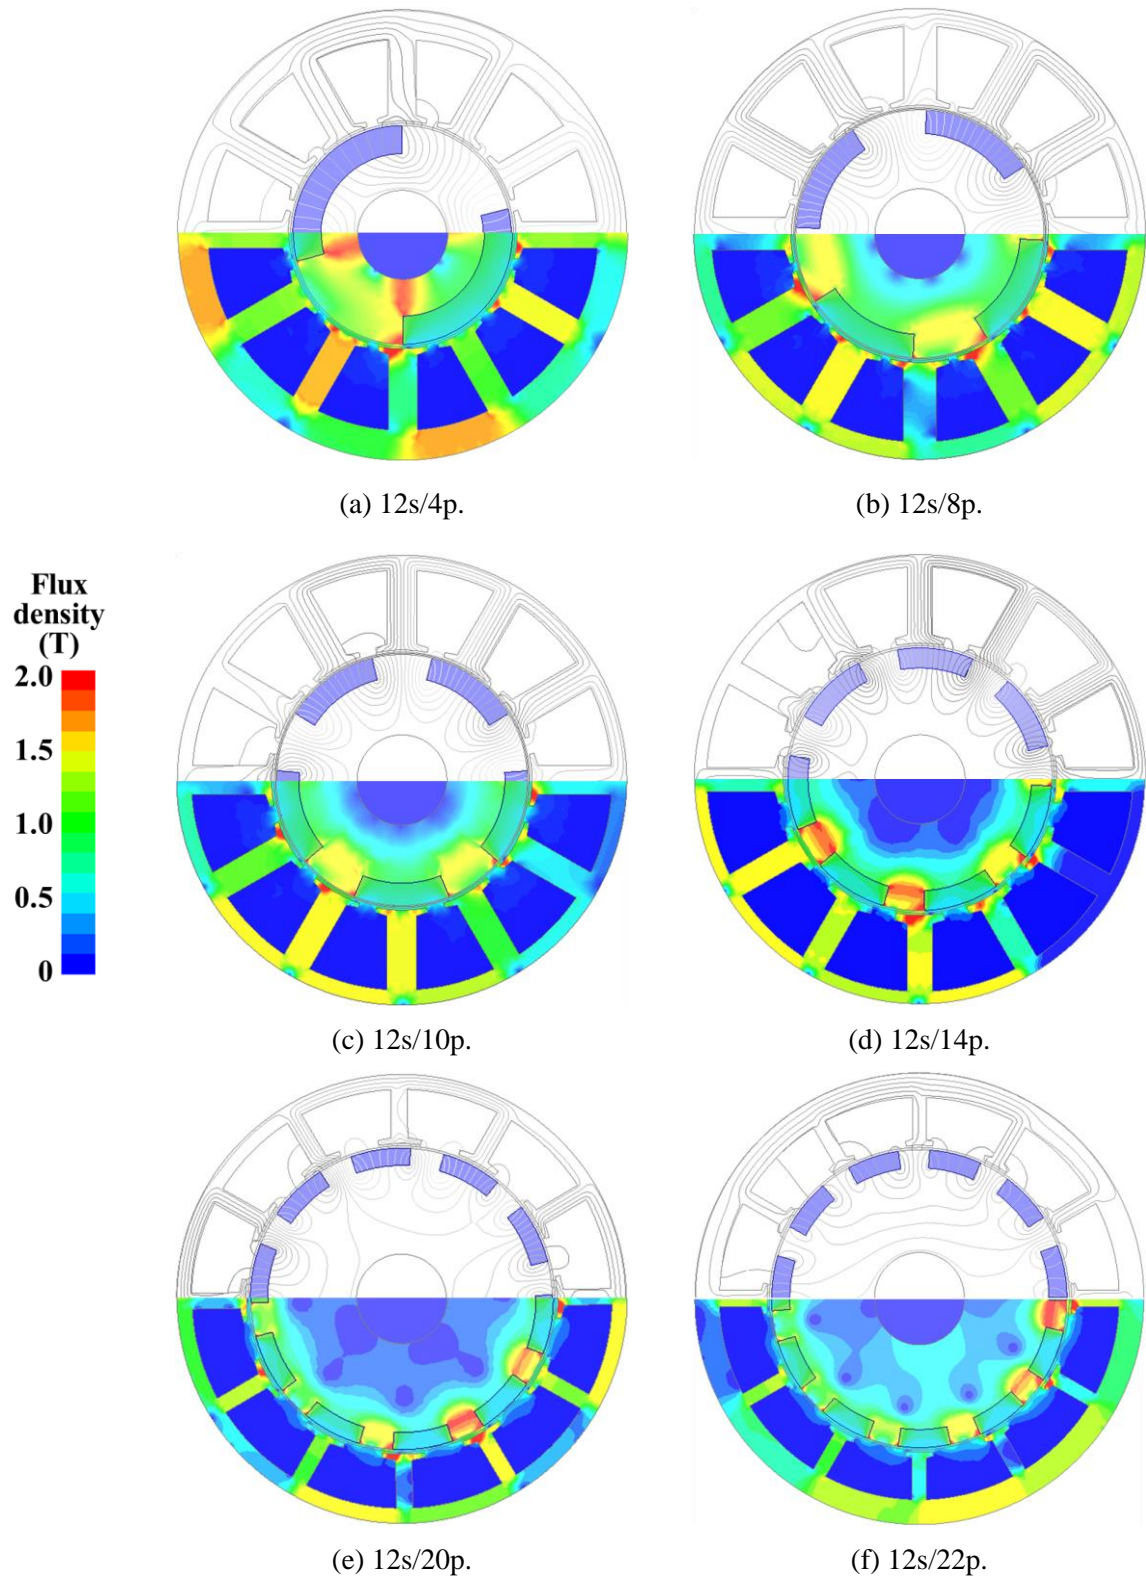 (a) 12s/4p.
(b) 12s/8p.
Flux
density
(T)
2.0
1.5
1.0
0.5
0
(c) 12s/10p.
(d) 12s/14p.
(e) 12s/20p.
(f) 12s/22p.